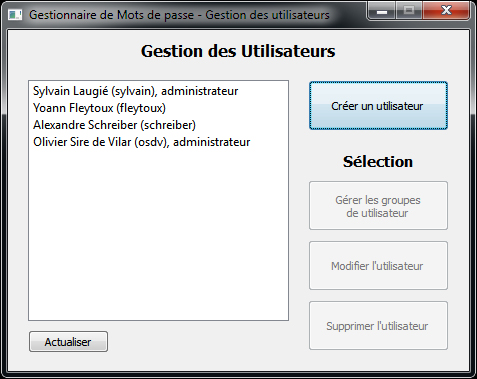 Gestionnaire de Mots de passe - Gestion des utilisateurs
Gestion des Utilisateurs
Sylvain Laugié (sylvain), administrateur
Yoann Fleytoux (fleytoux)
Alexandre Schreiber (schreiber)
Olivier Sire de Vilar (osdv), administrateur
Créer un utilisateur
Sélection
Gérer les groupes
de utilisateur
Modifier l'utilisateur
Supprimer l'utilisateur
Actualiser